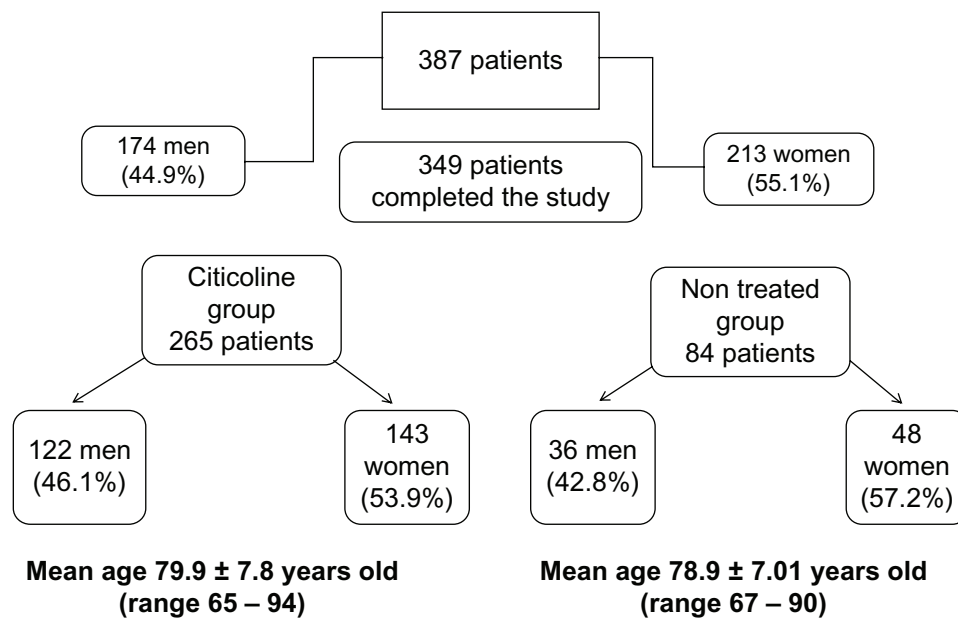 387 patients
174 men
(44.9%)
349 patients
completed the study
213 women
(55.1%)
Citicoline
group
265 patients
Non treated
group
84 patients
122 men
(46.1%)
143
women
(53.9%)
36 men
(42.8%)
48
women
(57.2%)
Mean age 79.9 ± 7.8 years old
(range 65 – 94)
Mean age 78.9 ± 7.01 years old
(range 67 – 90)